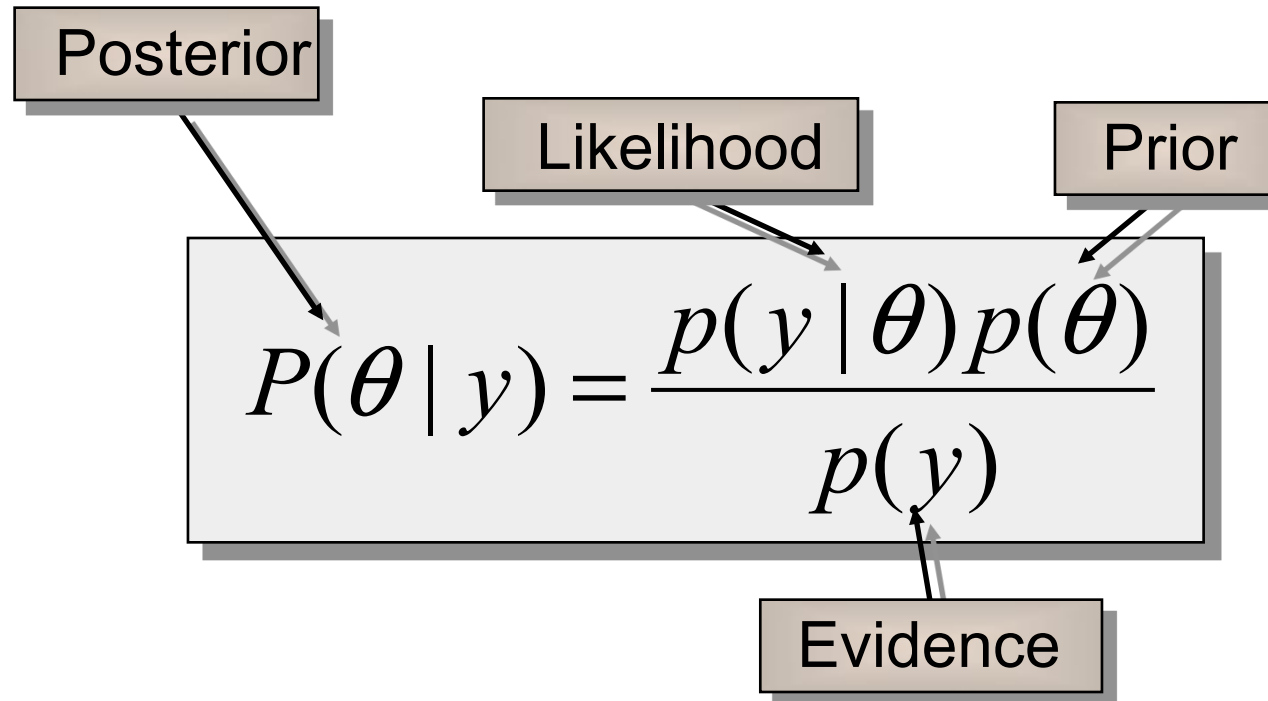 Posterior
Likelihood
Prior
P(θ | y) = p(y | θ) p(θ)
p(y)
Evidence